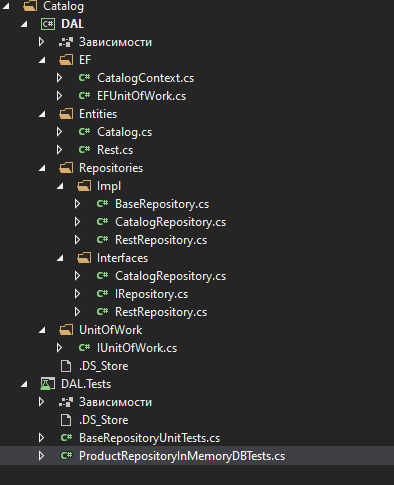 Catalog
C# DAL
Зависимости
EF
C# CatalogContext.cs
C# EFUnitOfWork.cs
Entities
C# Catalog.cs
C# Rest.cs
Repositories
Impl
C# BaseRepository.cs
C# CatalogRepository.cs
C# RestRepository.cs
Interfaces
C# CatalogRepository.cs
C# IRepository.cs
C# RestRepository.cs
UnitOfWork
C# IUnitOfWork.cs
.DS_Store
DAL.Tests
Зависимости
.DS_Store
C# BaseRepositoryUnitTests.cs
C# ProductRepositoryInMemoryDBTests.cs